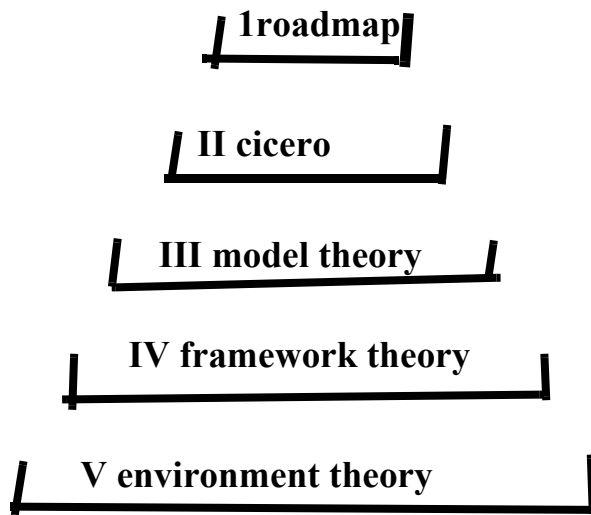 1roadmap
II cicero
III model theory
IV framework theory
V environment theory